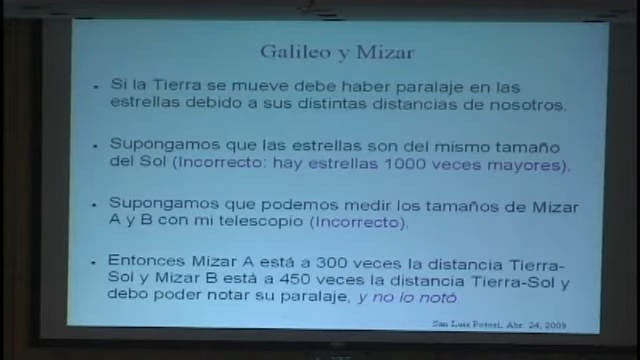 Galileo y Mizar
. Si la Tierra se mueve debe haber paralaje en las
estrellas debido a sus distintas distancias de nosotros.
. Supongamos que las estrellas son del mismo tamaño
del Sol (Incorrecto: hay estrellas 1000 veces mayores).
. Supongamos que podemos medir los tamaños de Mizar
A y B con mi telescopio (Incorrecto).
. Entonces Mizar A está a 300 veces la distancia Tierra-
Sol y Mizar B está a 450 veces la distancia Tierra-Sol y
debo poder notar su paralaje, y no lo notó.
San Luis Potosí, Abr. 24, 2009